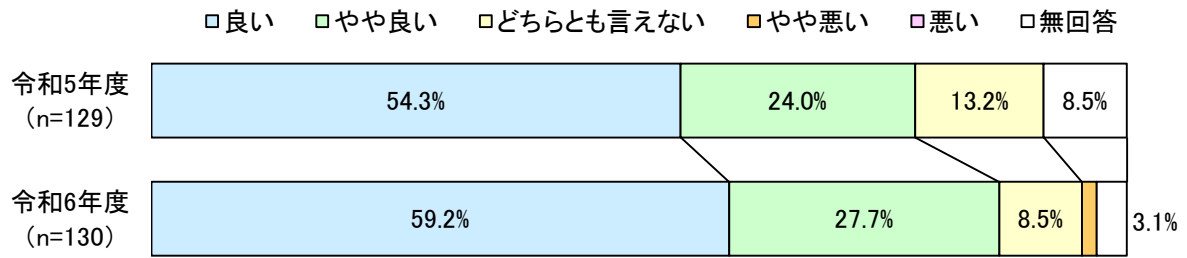 良い やや良い どちらとも言えない やや悪い 悪い 無回答
令和5年度
（n=129）
54.3% 24.0% 13.2% 8.5%
令和6年度
（n=130）
59.2% 27.7% 8.5% 3.1%